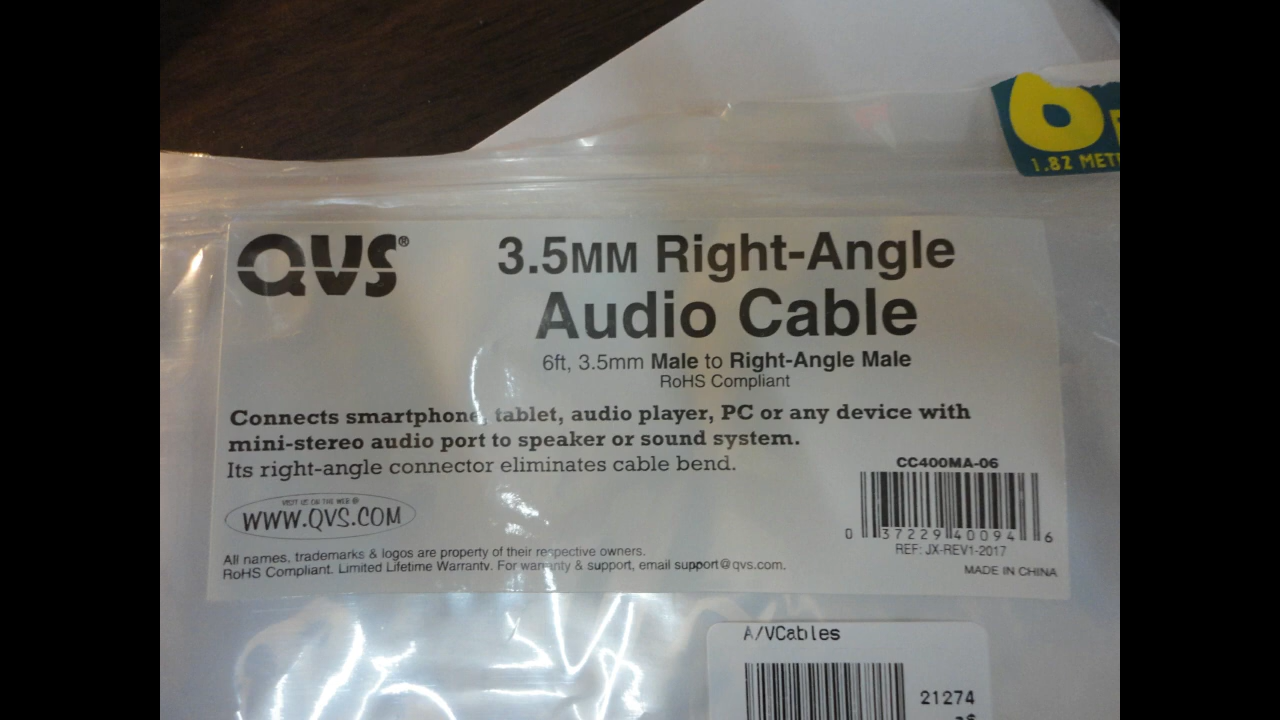 6
1.82 MET
QVS®
3.5MM Right-Angle
Audio Cable
6ft, 3.5mm Male to Right-Angle Male
RoHS Compliant
Connects smartphone, tablet, audio player, PC or any device with
mini-stereo audio port to speaker or sound system.
Its right-angle connector eliminates cable bend.
CC400MA-06
VISIT US ON THE WEB @
WWW.QVS.COM
0 37229 40094 6
REF: JX-REV1-2017
All names, trademarks & logos are property of their respective owners.
RoHS Compliant. Limited Lifetime Warranty. For warranty & support, email support@qvs.com.
MADE IN CHINA
A/VCables
21274